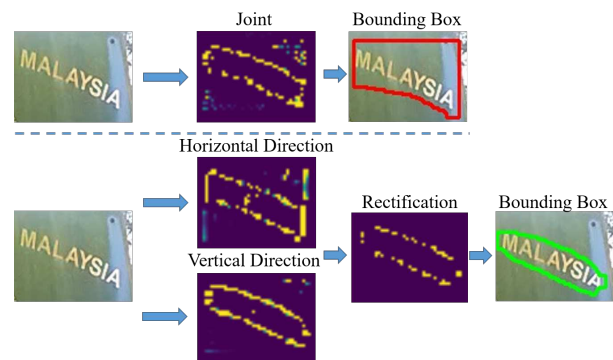 Joint
Bounding Box
MALAYSIA
MALAYSIA
Horizontal Direction
Rectification
Bounding Box
Vertical Direction
MALAYSIA
MALAYSIA